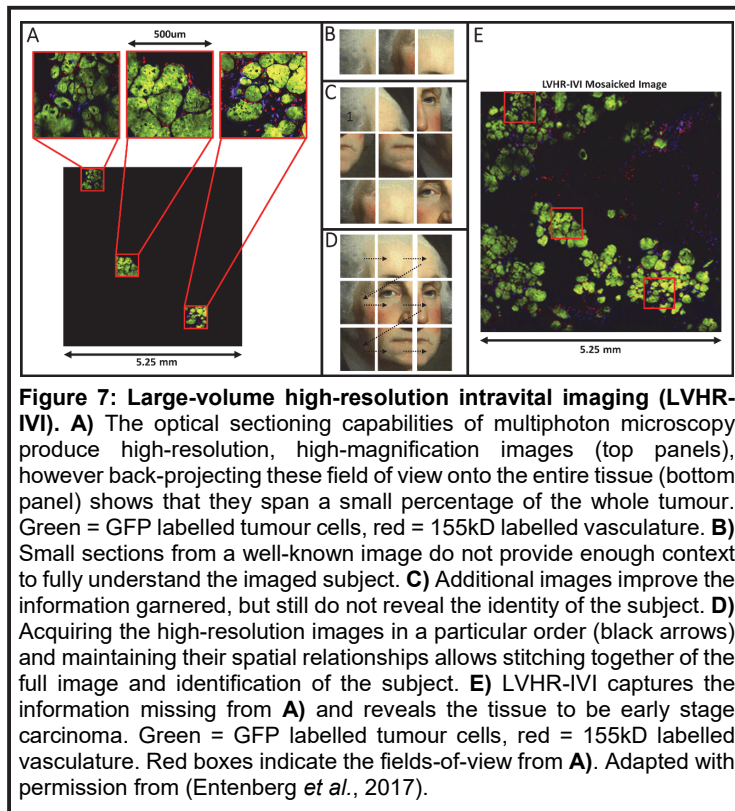 A
500um
B
E
LVHR-IVI Mosaicked Image
C
1
D
5.25 mm
5.25 mm
Figure 7: Large-volume high-resolution intravital imaging (LVHR-
IVI). A) The optical sectioning capabilities of multiphoton microscopy
produce high-resolution, high-magnification images (top panels),
however back-projecting these field of view onto the entire tissue (bottom
panel) shows that they span a small percentage of the whole tumour.
Green = GFP labelled tumour cells, red = 155kD labelled vasculature. B)
Small sections from a well-known image do not provide enough context
to fully understand the imaged subject. C) Additional images improve the
information garnered, but still do not reveal the identity of the subject. D)
Acquiring the high-resolution images in a particular order (black arrows)
and maintaining their spatial relationships allows stitching together of the
full image and identification of the subject. E) LVHR-IVI captures the
information missing from A) and reveals the tissue to be early stage
carcinoma. Green = GFP labelled tumour cells, red = 155kD labelled
vasculature. Red boxes indicate the fields-of-view from A). Adapted with
permission from (Entenberg et al., 2017).